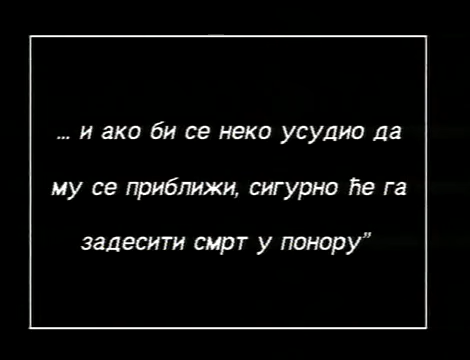 ... и ако би се неко усудио да
му се приближи, сигурно ће га
задесити смрт у понору”